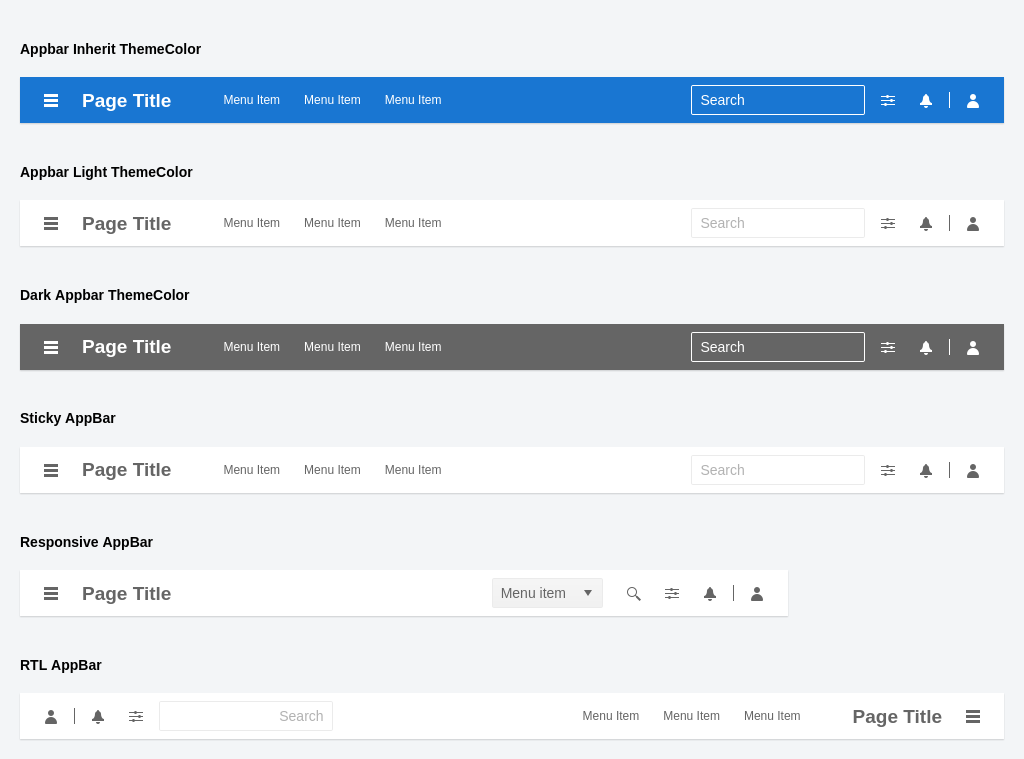 Appbar Inherit ThemeColor
Page Title Menu Item Menu Item Menu Item Search
Appbar Light ThemeColor
Page Title Menu Item Menu Item Menu Item Search
Dark Appbar ThemeColor
Page Title Menu Item Menu Item Menu Item Search
Sticky AppBar
Page Title Menu Item Menu Item Menu Item Search
Responsive AppBar
Page Title Menu item
RTL AppBar
Search Menu Item Menu Item Menu Item Page Title